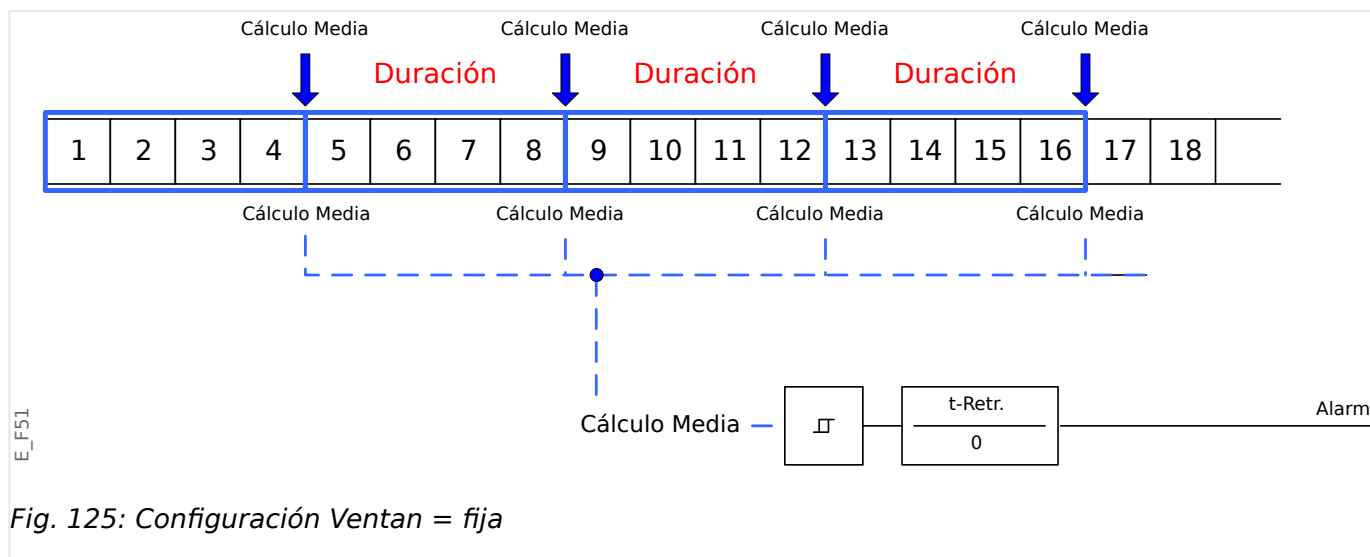 Cálculo Media Cálculo Media Cálculo Media Cálculo Media
Duración Duración Duración
1 2 3 4 5 6 7 8 9 10 11 12 13 14 15 16 17 18
Cálculo Media Cálculo Media Cálculo Media Cálculo Media
t-Retr.
Alarm
Cálculo Media
0
E_F51
Fig. 125: Configuración Ventan = fija